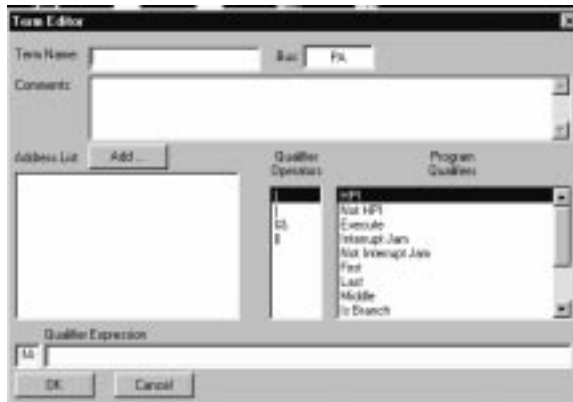 Term Editor
Term Name:
Bus:
PA
Comments:
Address List
Add ...
Qualifier
Operators
Program
Qualifiers
(
)
&&
||
HPI
Not HPI
Execute
Interrupt Jam
Not Interrupt Jam
First
Last
Middle
Is Branch
Qualifier Expression
&&
OK
Cancel